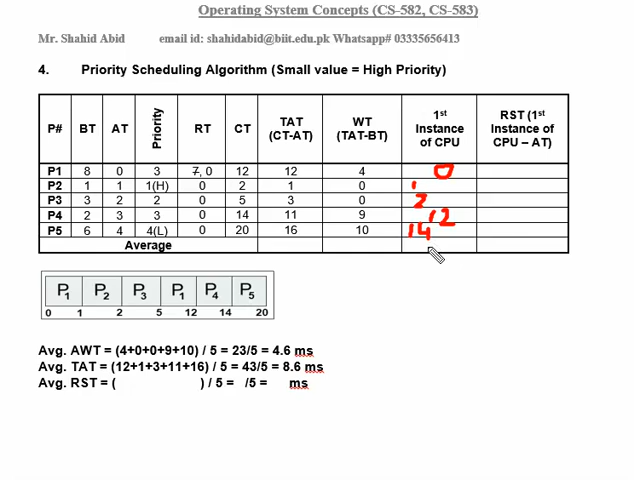 Operating System Concepts (CS-582, CS-583)
Mr. Shahid Abid email id: shahidabid@biit.edu.pk Whatsapp# 03335656413
4. Priority Scheduling Algorithm (Small value = High Priority)
P# BT AT Priority RT CT TAT (CT-AT) WT (TAT-BT) 1st Instance of CPU RST (1st Instance of CPU – AT)
P1 8 0 3 7, 0 12 12 4 0
P2 1 1 1(H) 0 2 1 0 1
P3 3 2 2 0 5 3 0 2
P4 2 3 3 0 14 11 9 12
P5 6 4 4(L) 0 20 16 10 14
Average
P1 P2 P3 P1 P4 P5
0 1 2 5 12 14 20
Avg. AWT = (4+0+0+9+10) / 5 = 23/5 = 4.6 ms
Avg. TAT = (12+1+3+11+16) / 5 = 43/5 = 8.6 ms
Avg. RST = ( ) / 5 = /5 = ms